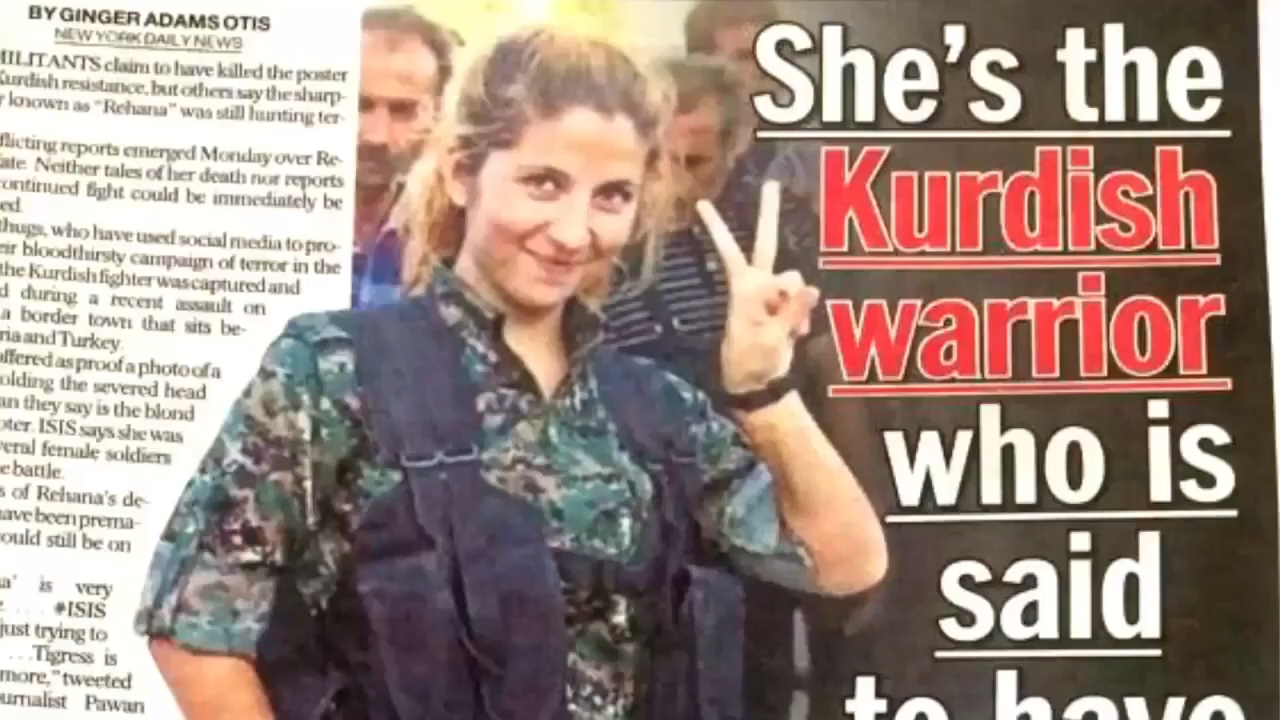 BY GINGER ADAMS OTIS
NEW YORK DAILY NEWS
MILITANTS claim to have killed the poster
Kurdish resistance, but others say the sharp-
r known as "Rehana" was still hunting ter-
flicting reports emerged Monday over Re-
ate. Neither tales of her death nor reports
continued fight could be immediately be
ed.
thugs, who have used social media to pro-
eir bloodthirsty campaign of terror in the
the Kurdish fighter was captured and
d during a recent assault on
a border town that sits be-
ria and Turkey.
offered as proof a photo of a
olding the severed head
an they say is the blond
oter. ISIS says she was
veral female soldiers
e battle.
s of Rehana's de-
have been prema-
ould still be on
a' is very
. . . . #ISIS
just trying to
. . . Tigress is
more," tweeted
urnalist Pawan
She's the
Kurdish
warrior
who is
said
to have